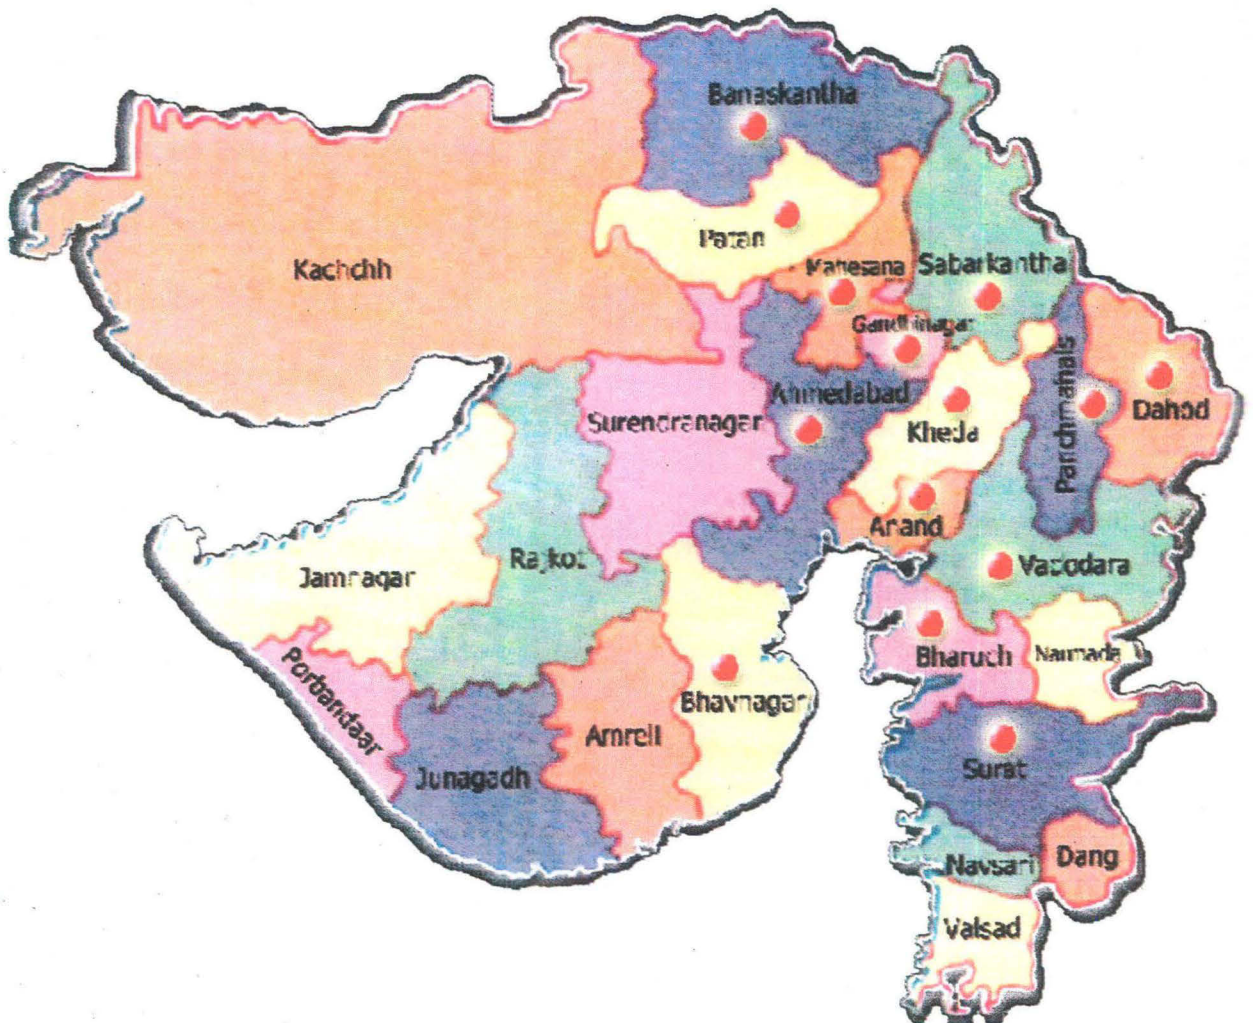 Banaskantha
Patan
Kachchh
Mahesana
Sabarkantha
Gandhinagar
Ahmedabad
Surendranagar
Kheda
Panchmahals
Dahod
Anand
Rajkot
Jamnagar
Vadodara
Porbandaar
Bharuch
Narmada
Bhavnagar
Amreli
Junagadh
Surat
Navsari
Dang
Valsad